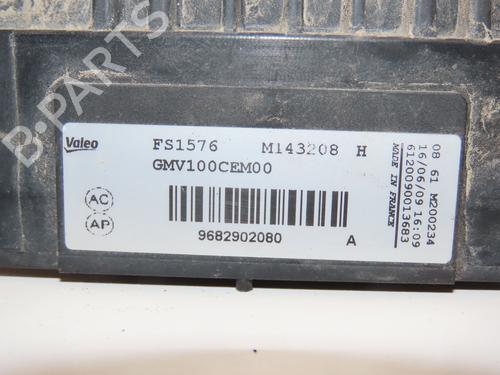 B-PARTS
Valeo
FS1576 M143208 H
GMV100CEM00
AC
AP
9682902080 A
08 61 M200234
16/06/09 16:09
6120090013683
MADE IN FRANCE